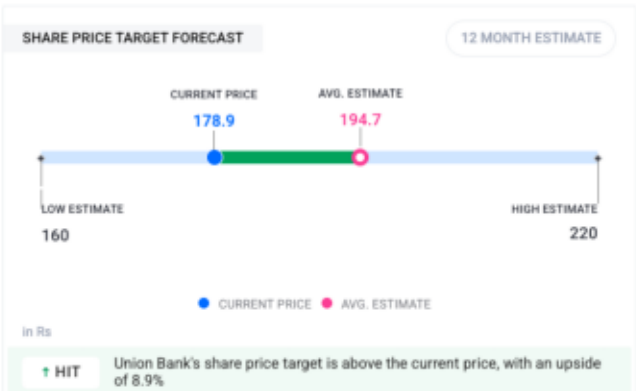 SHARE PRICE TARGET FORECAST
12 MONTH ESTIMATE
CURRENT PRICE
AVG. ESTIMATE
178.9
194.7
LOW ESTIMATE
HIGH ESTIMATE
160
220
CURRENT PRICE
AVG. ESTIMATE
in Rs
↑ HIT
Union Bank's share price target is above the current price, with an upside
of 8.9%